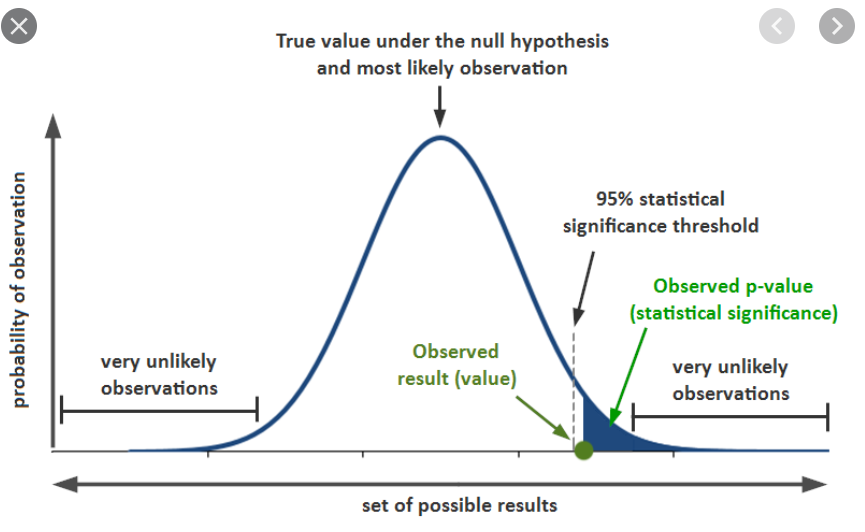 True value under the null hypothesis
and most likely observation
probability of observation
95% statistical
significance threshold
Observed p-value
(statistical significance)
Observed
result (value)
very unlikely
observations
very unlikely
observations
set of possible results